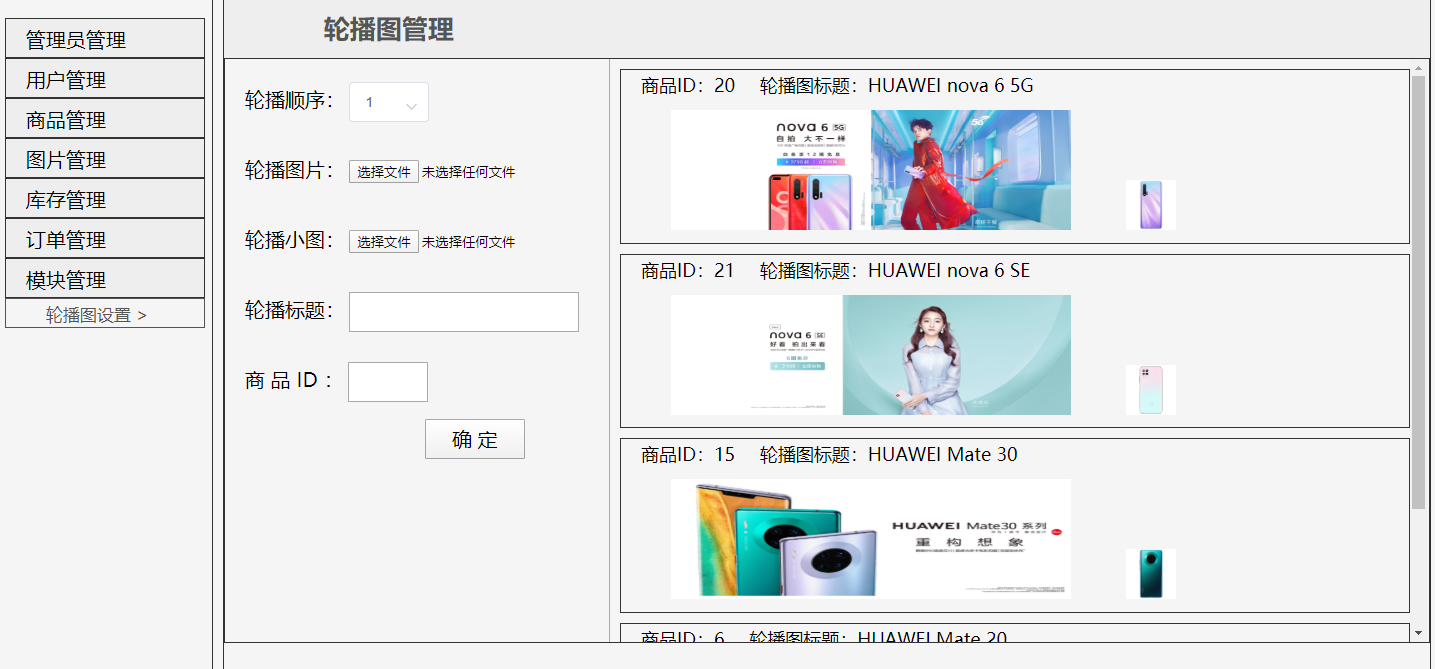 管理员管理
用户管理
商品管理
图片管理
库存管理
订单管理
模块管理
轮播图设置 >
轮播图管理
轮播顺序： 1
轮播图片： 选择文件 未选择任何文件
轮播小图： 选择文件 未选择任何文件
轮播标题：
商 品 ID ：
确 定
商品ID：20 轮播图标题：HUAWEI nova 6 5G
nova 6 5G
自拍 大不一样
5G
商品ID：21 轮播图标题：HUAWEI nova 6 SE
nova 6 SE
好看 拍出来看
商品ID：15 轮播图标题：HUAWEI Mate 30
HUAWEI Mate30 系列
重 构 想 象
商品ID：6 轮播图标题：HUAWEI Mate 20